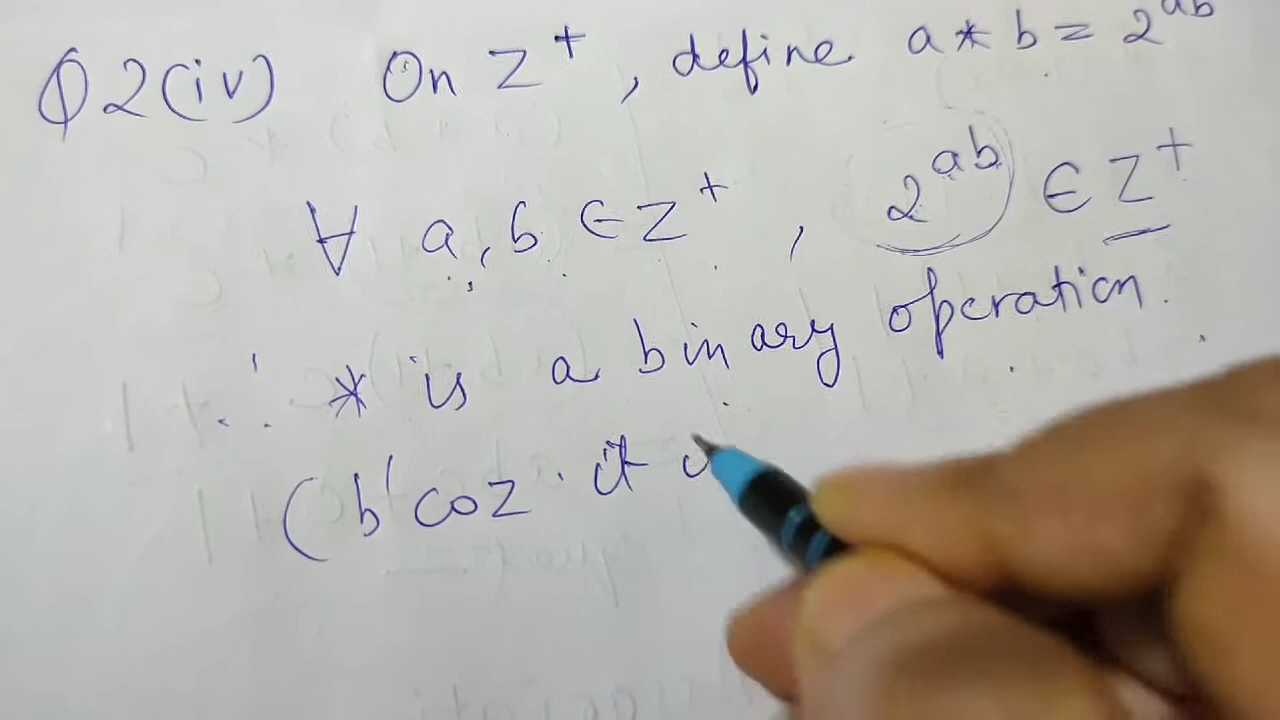 Q2(iv) On Z⁺, define a * b = 2^ab
∀ a, b ∈ Z⁺, 2^ab ∈ Z⁺
∴ * is a binary operation.
(b'coz it